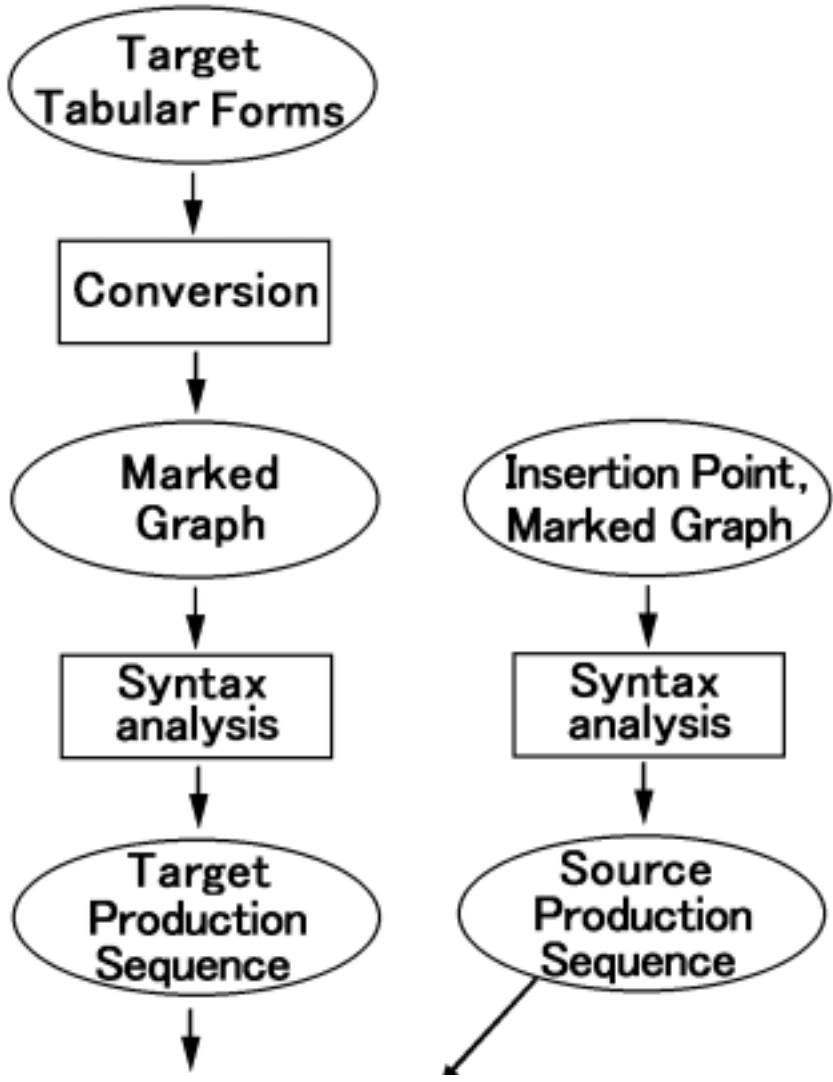 Target
Tabular Forms
Conversion
Marked
Graph
Syntax
analysis
Target
Production
Sequence
Insertion Point,
Marked Graph
Syntax
analysis
Source
Production
Sequence